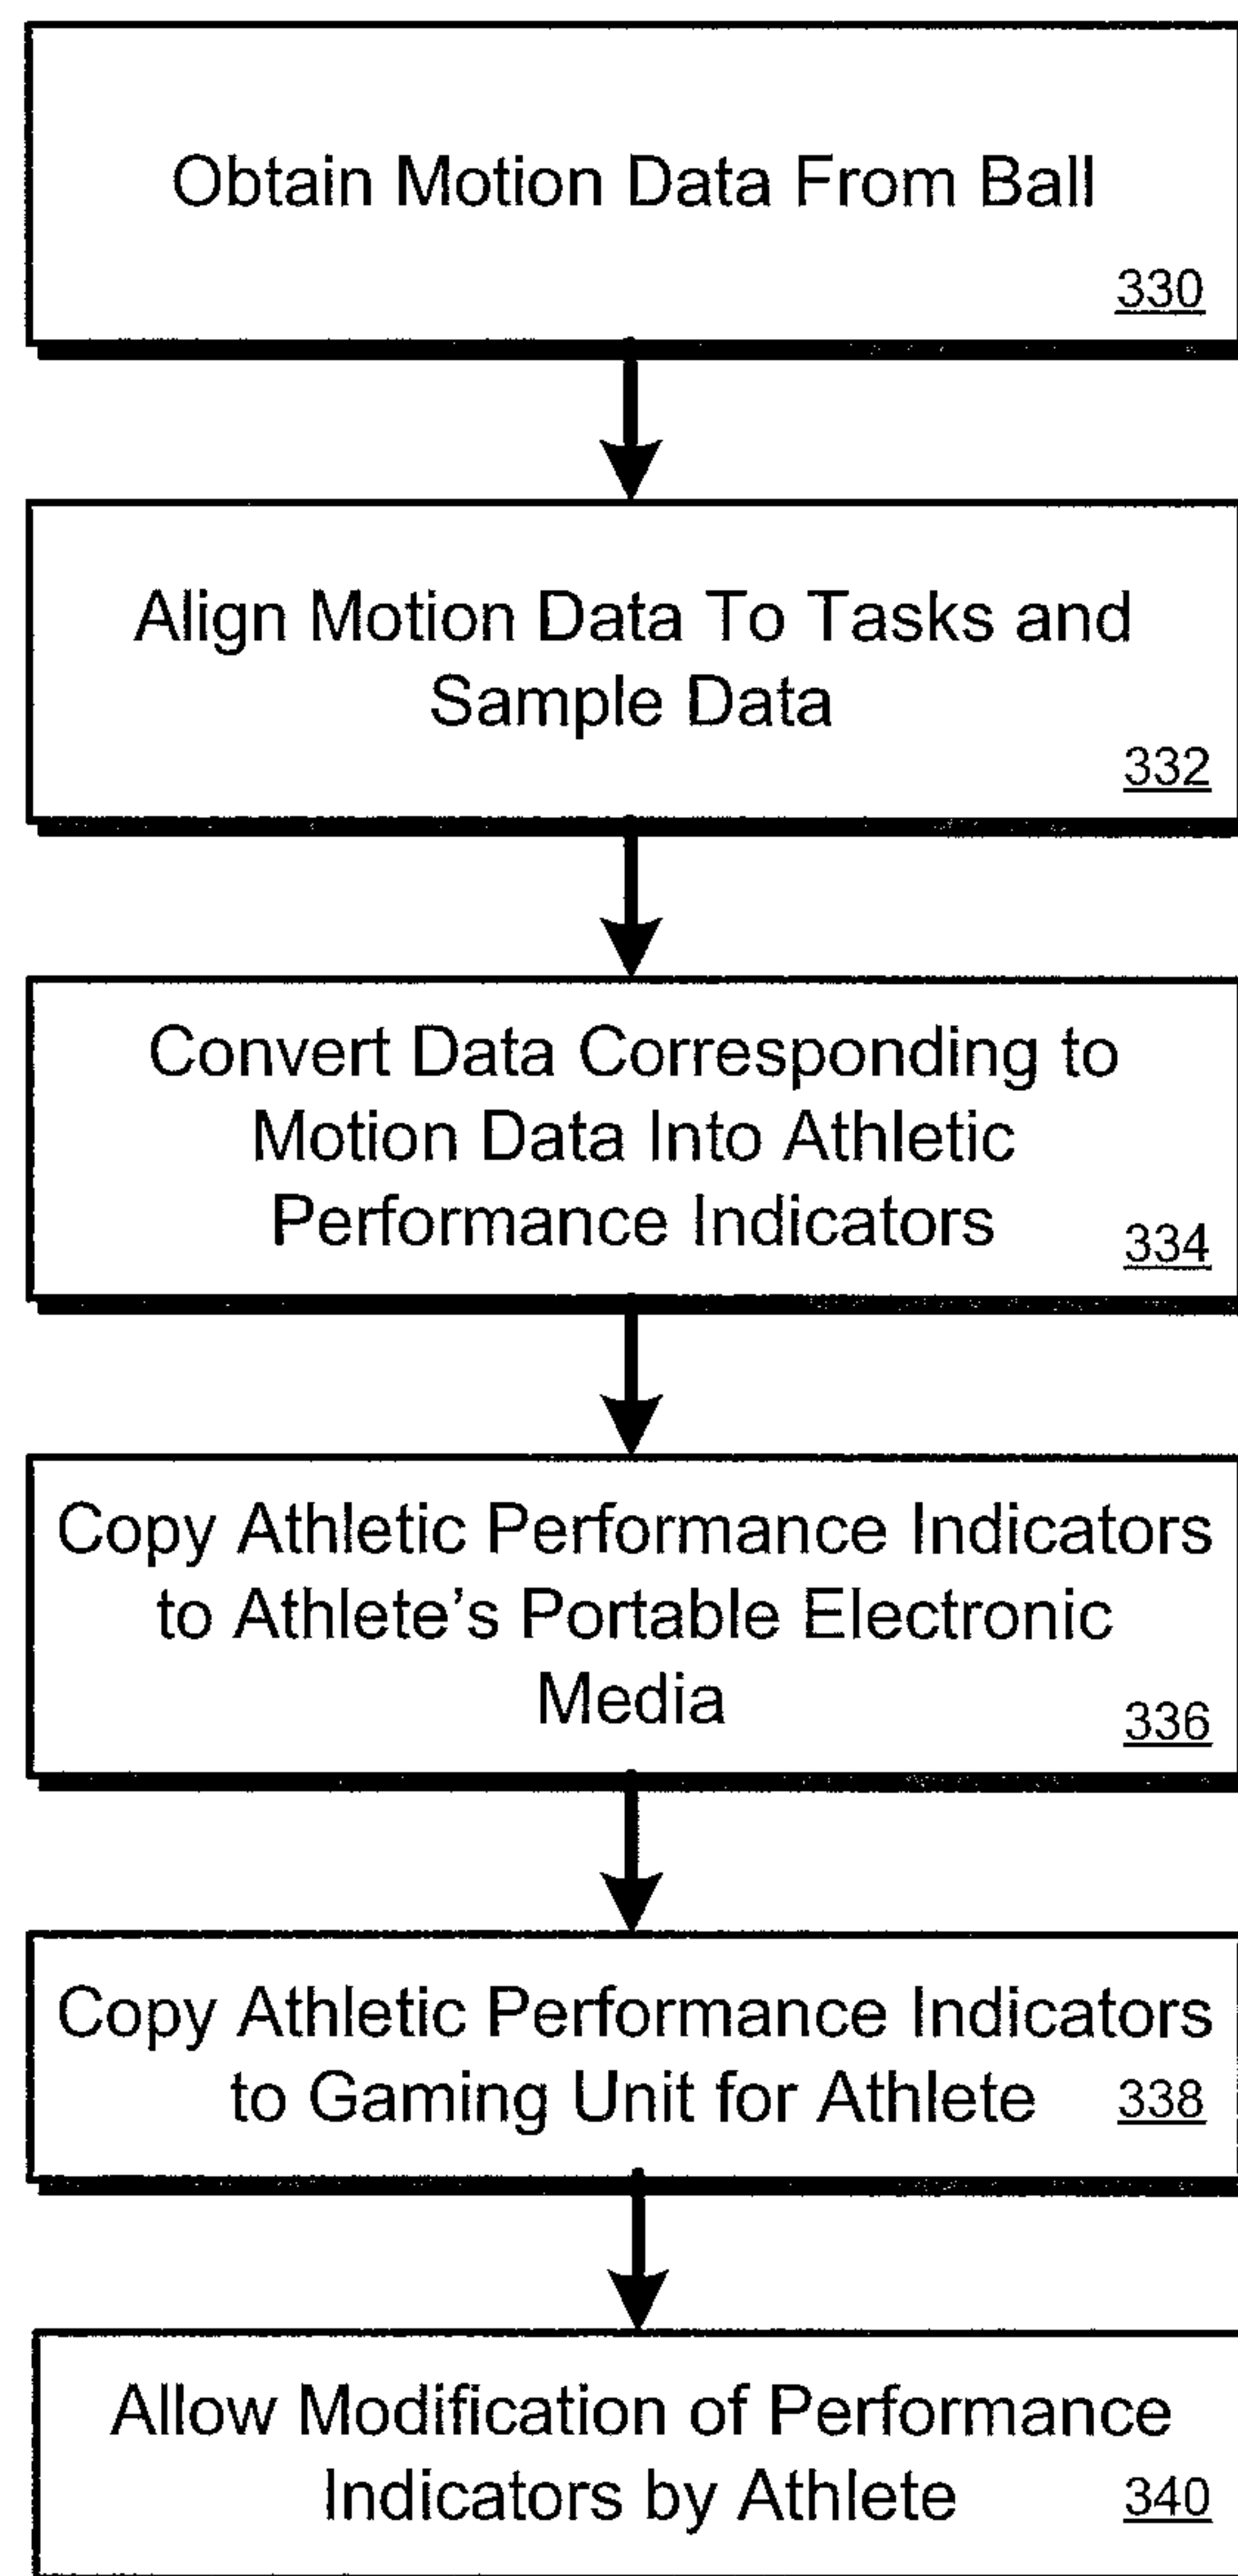 Obtain Motion Data From Ball
330
Align Motion Data To Tasks and
Sample Data
332
Convert Data Corresponding to
Motion Data Into Athletic
Performance Indicators
334
Copy Athletic Performance Indicators
to Athlete's Portable Electronic
Media
336
Copy Athletic Performance Indicators
to Gaming Unit for Athlete
338
Allow Modification of Performance
Indicators by Athlete
340